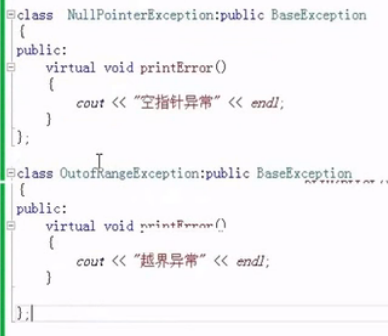 class NullPointerException:public BaseException
{
public:
virtual void printError()
{
cout << "空指针异常" << endl;
}
};
class OutofRangeException:public BaseException
{
public:
virtual void printError()
{
cout << "越界异常" << endl;
}
};